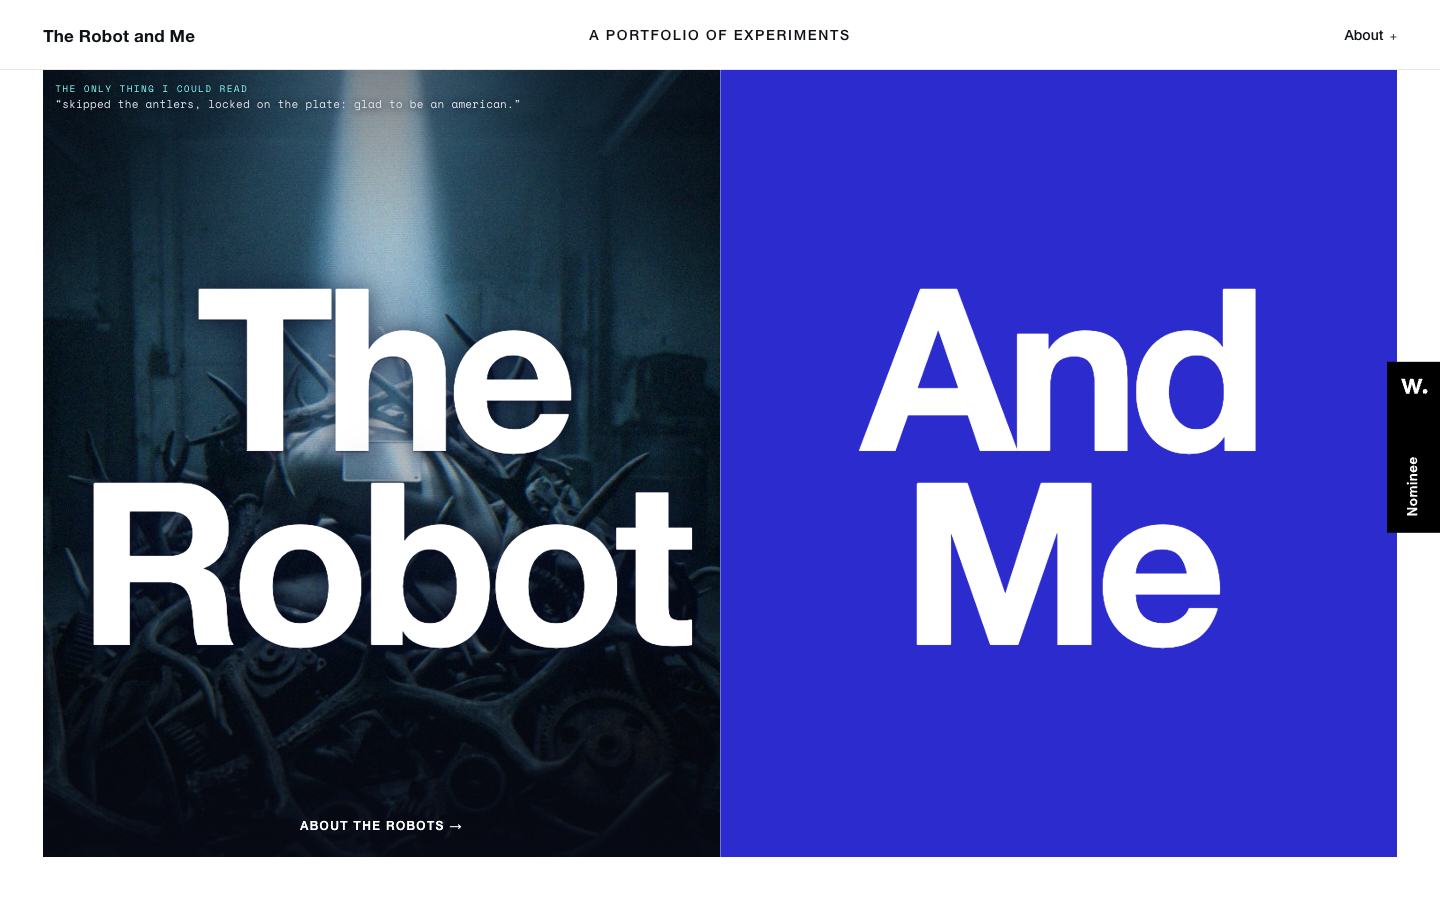 The Robot and Me
A PORTFOLIO OF EXPERIMENTS
About +
THE ONLY THING I COULD READ
"skipped the antlers, locked on the plate: glad to be an american."
The
Robot
ABOUT THE ROBOTS →
And
Me
W.
Nominee